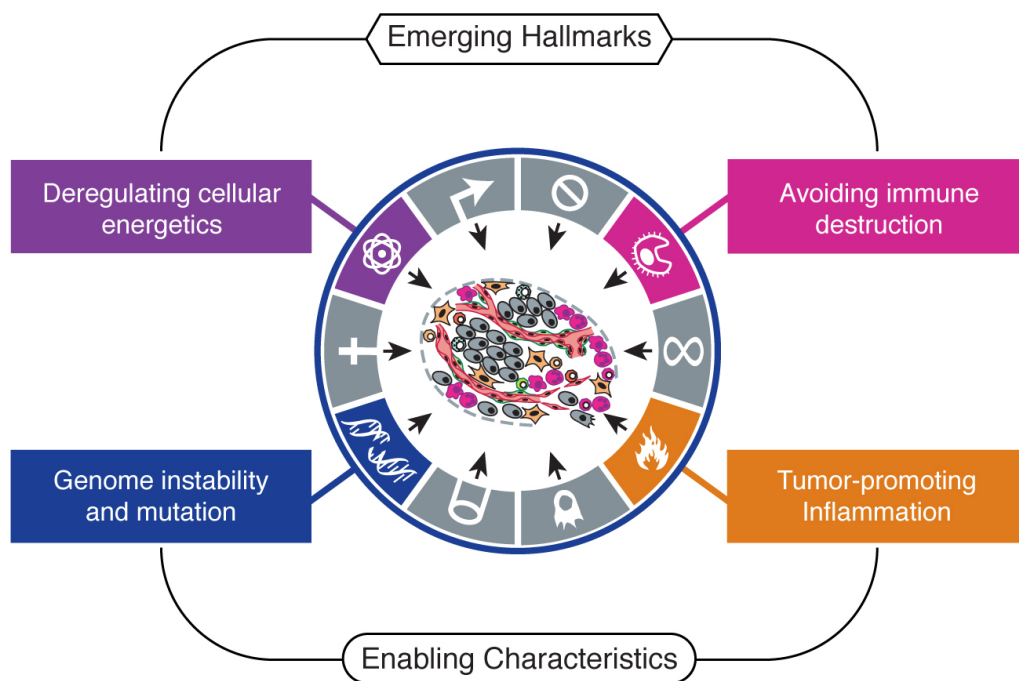 Emerging Hallmarks
Deregulating cellular
energetics
Avoiding immune
destruction
Genome instability
and mutation
Tumor-promoting
Inflammation
Enabling Characteristics